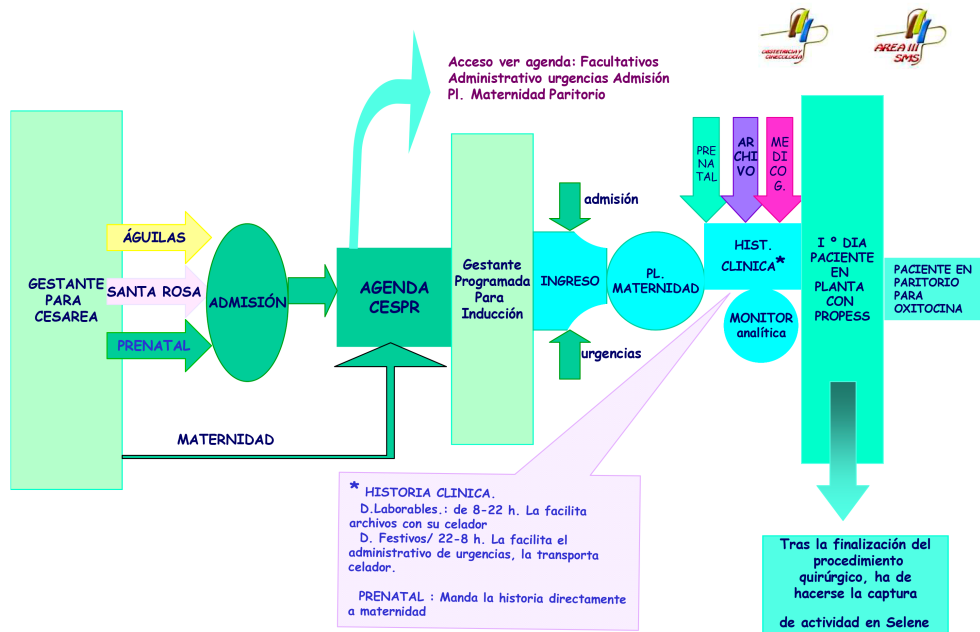 OBSTETRICIA Y
GINECOLOGIA
AREA III
SMS
Acceso ver agenda: Facultativos
Administrativo urgencias Admisión
Pl. Maternidad Paritorio
GESTANTE
PARA
CESAREA
ÁGUILAS
SANTA ROSA
PRENATAL
ADMISIÓN
MATERNIDAD
AGENDA
CESPR
Gestante
Programada
Para
Inducción
admisión
INGRESO
urgencias
PL.
MATERNIDAD
PRE
NA
TAL
AR
CHI
VO
ME
DI
CO
G.
HIST.
CLINICA*
MONITOR
analítica
I º DIA
PACIENTE
EN
PLANTA
CON
PROPESS
PACIENTE EN
PARITORIO
PARA
OXITOCINA
* HISTORIA CLINICA.
D.Laborables.: de 8-22 h. La facilita
archivos con su celador
D. Festivos/ 22-8 h. La facilita el
administrativo de urgencias, la transporta
celador.
PRENATAL : Manda la historia directamente
a maternidad
Tras la finalización del
procedimiento
quirúrgico, ha de
hacerse la captura
de actividad en Selene